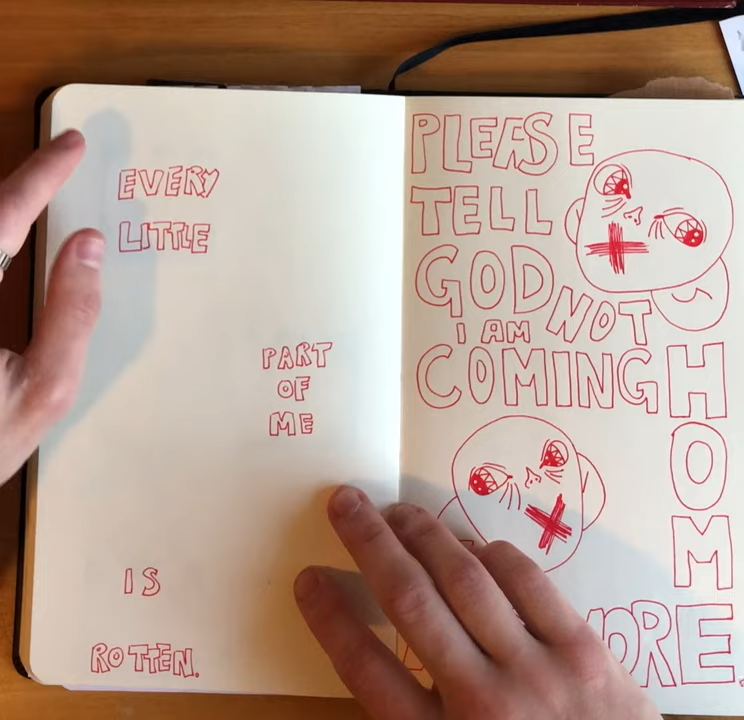 EVERY
LITTLE
PART
OF
ME
IS
ROTTEN.
PLEASE
TELL
GOD
I AM NOT
COMING
HOME